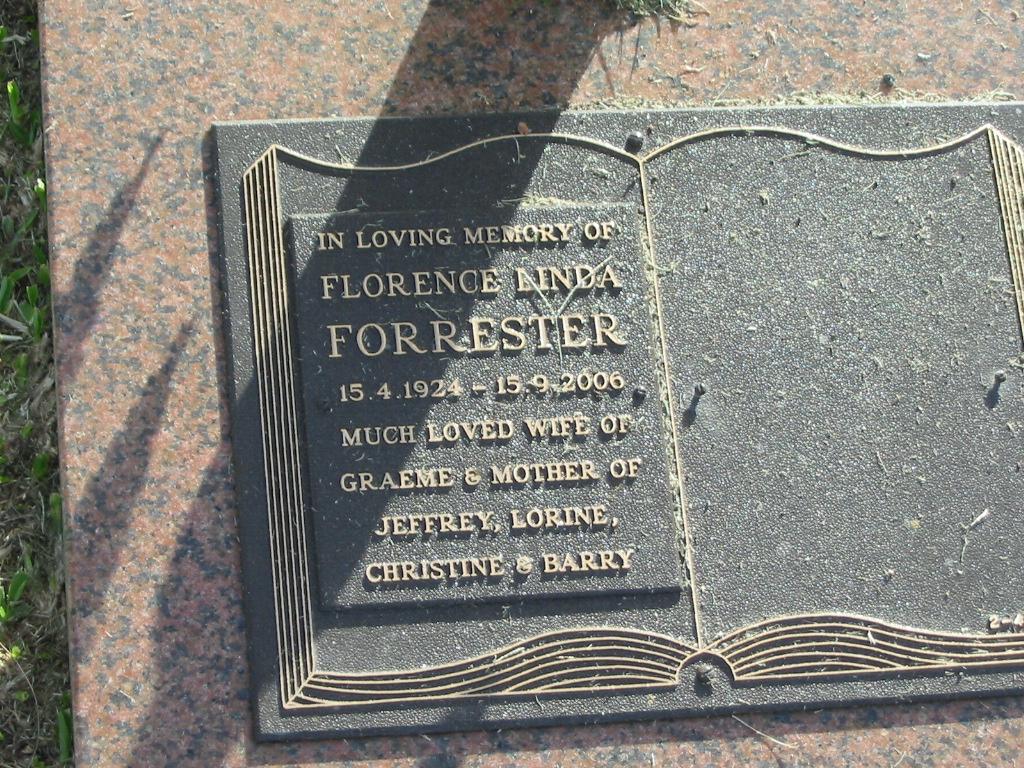 IN LOVING MEMORY OF
FLORENCE LINDA
FORRESTER
15.4.1924 - 15.9.2006
MUCH LOVED WIFE OF
GRAEME & MOTHER OF
JEFFREY, LORINE,
CHRISTINE & BARRY